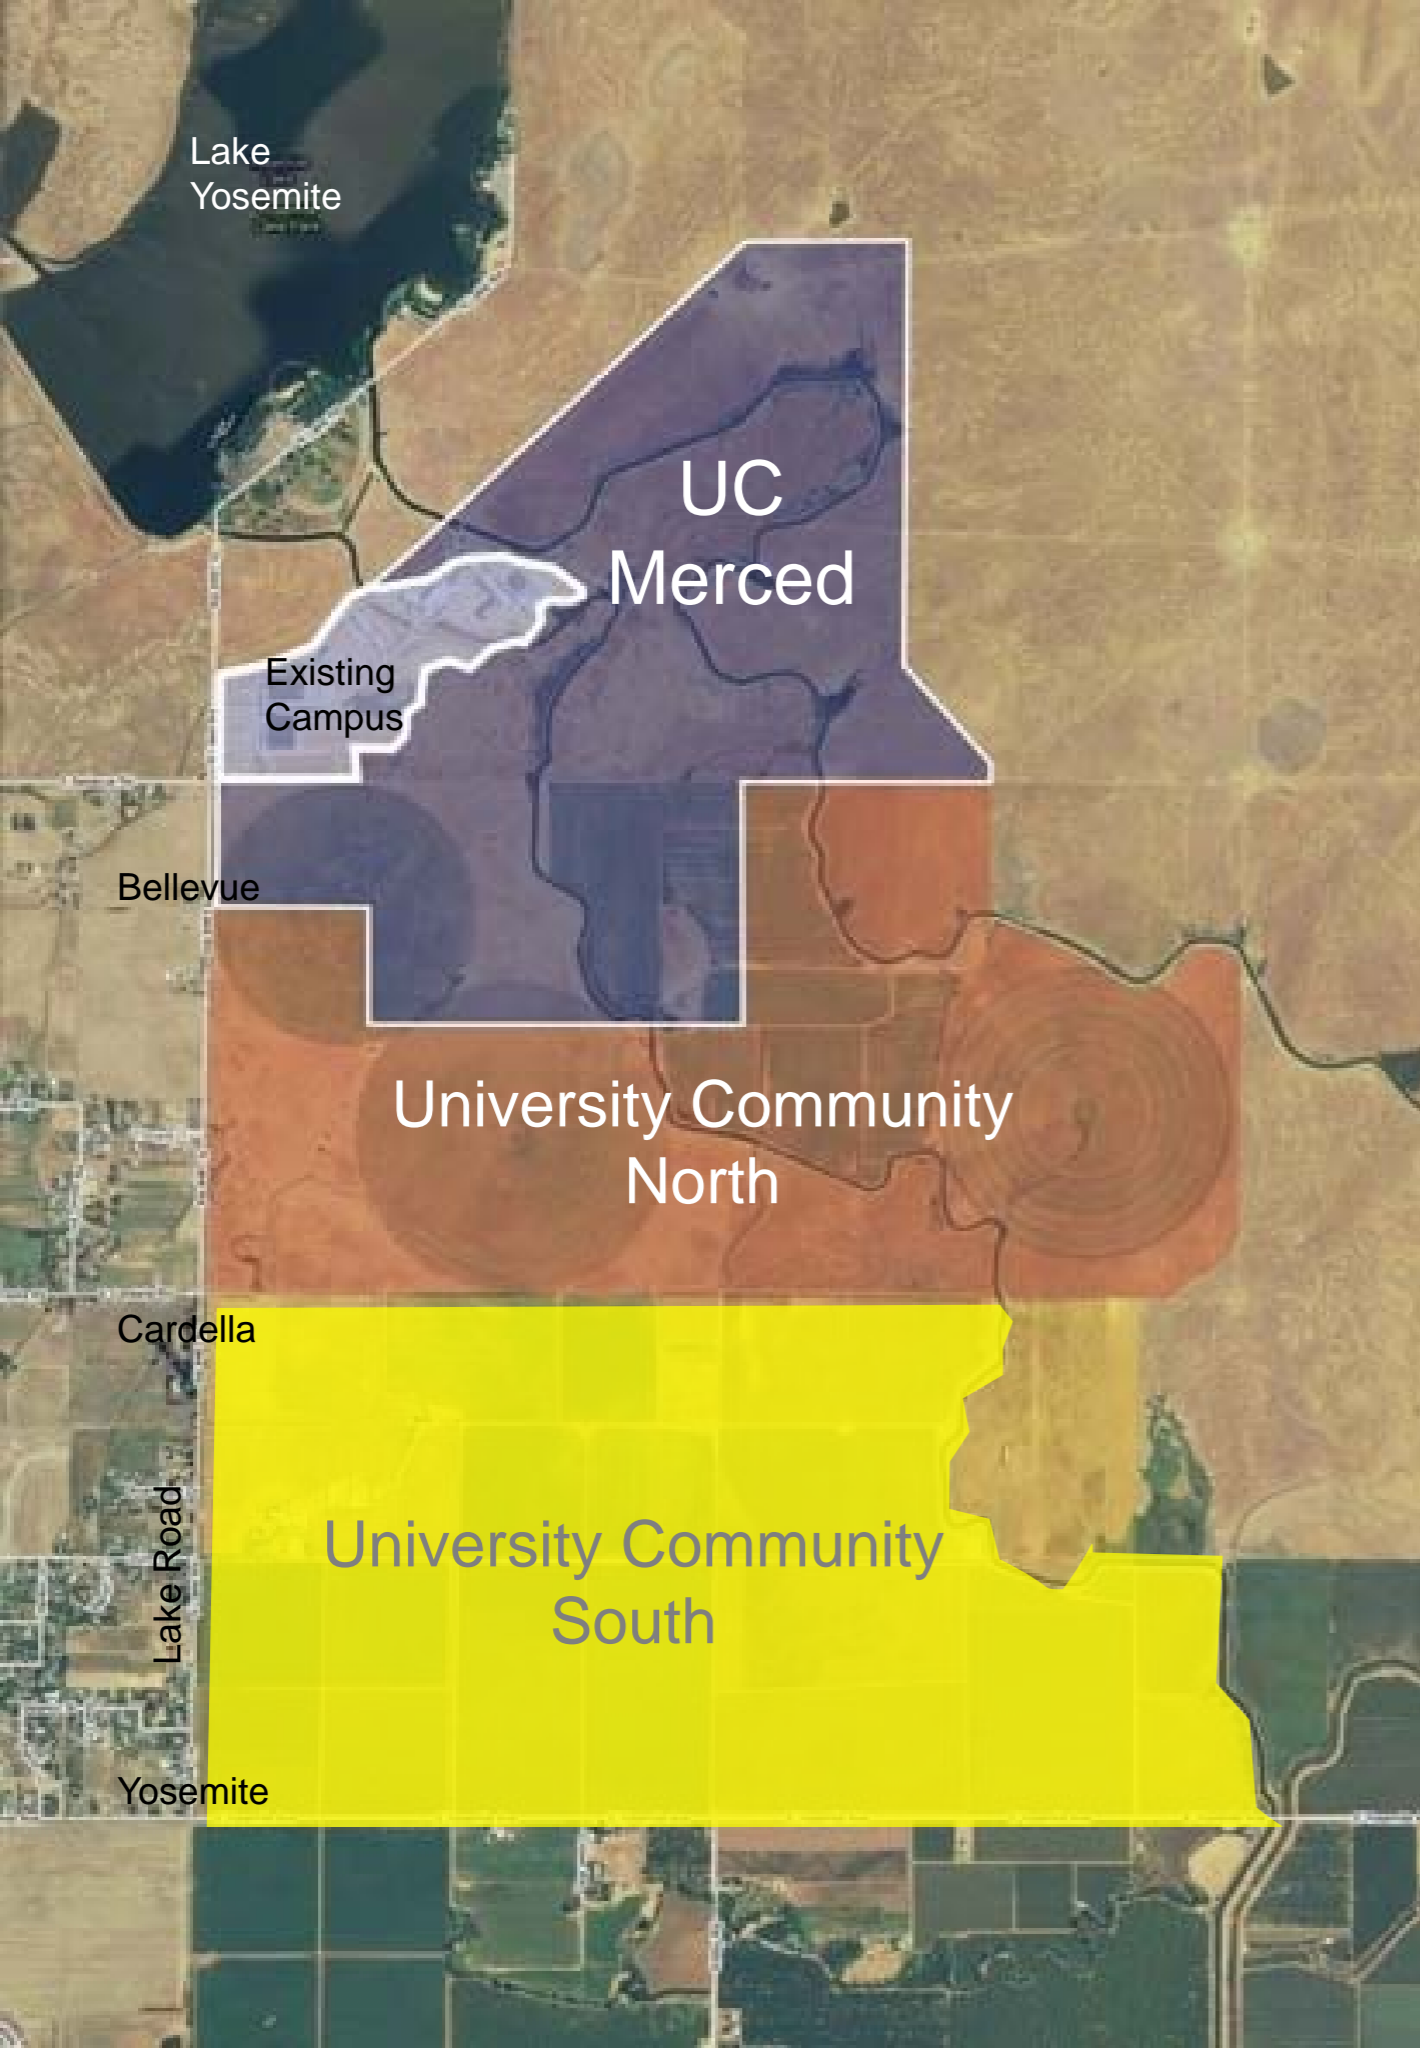 Lake
Yosemite
UC
Merced
Existing
Campus
Bellevue
University Community
North
Cardella
Lake Road
University Community
South
Yosemite